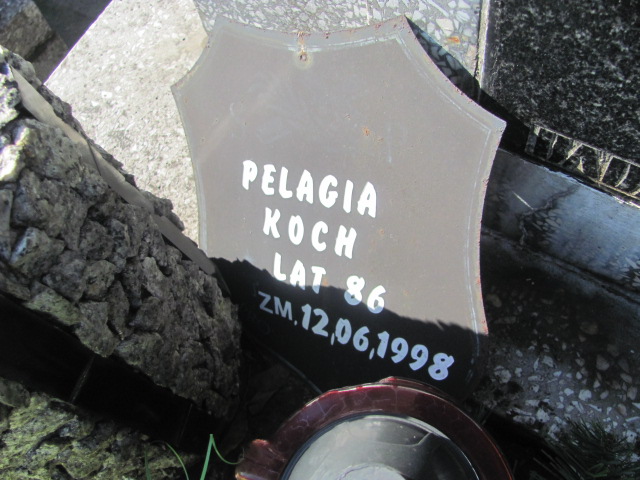 PELAGIA
KOCH
LAT 86
ZM.12,06,1998